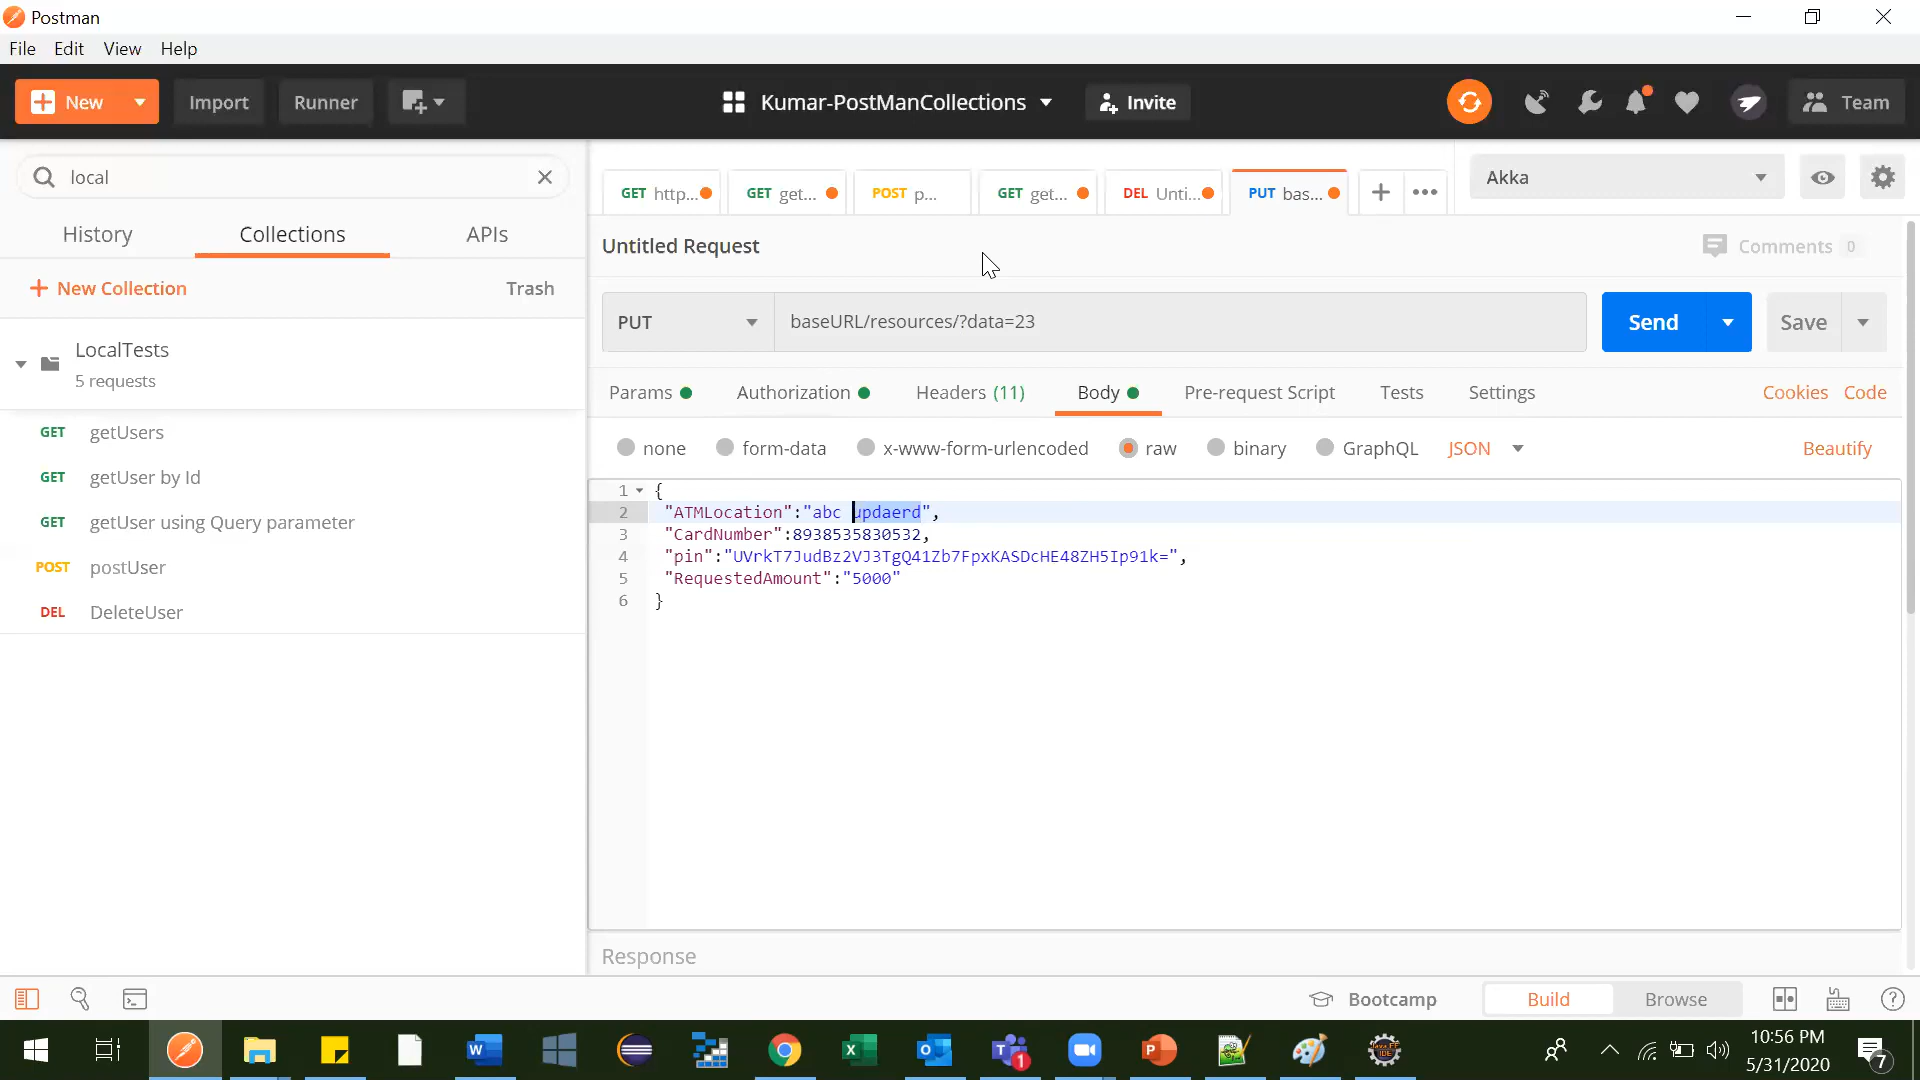 Postman
File Edit View Help
New Import Runner Kumar-PostManCollections Invite Team
local
History Collections APIs
New Collection Trash
LocalTests
5 requests
GET getUsers
GET getUser by Id
GET getUser using Query parameter
POST postUser
DEL DeleteUser
GET http... GET get... POST p... GET get... DEL Unti... PUT bas... Akka
Untitled Request Comments 0
PUT baseURL/resources/?data=23 Send Save
Params Authorization Headers (11) Body Pre-request Script Tests Settings Cookies Code
none form-data x-www-form-urlencoded raw binary GraphQL JSON Beautify
1 {
2 "ATMLocation":"abc updaerd",
3 "CardNumber":8938535830532,
4 "pin":"UVrkT7JudBz2VJ3TgQ41Zb7FpxKASDcHE48ZH5Ip91k=",
5 "RequestedAmount":"5000"
6 }
Response
Bootcamp Build Browse
10:56 PM
5/31/2020
1
7